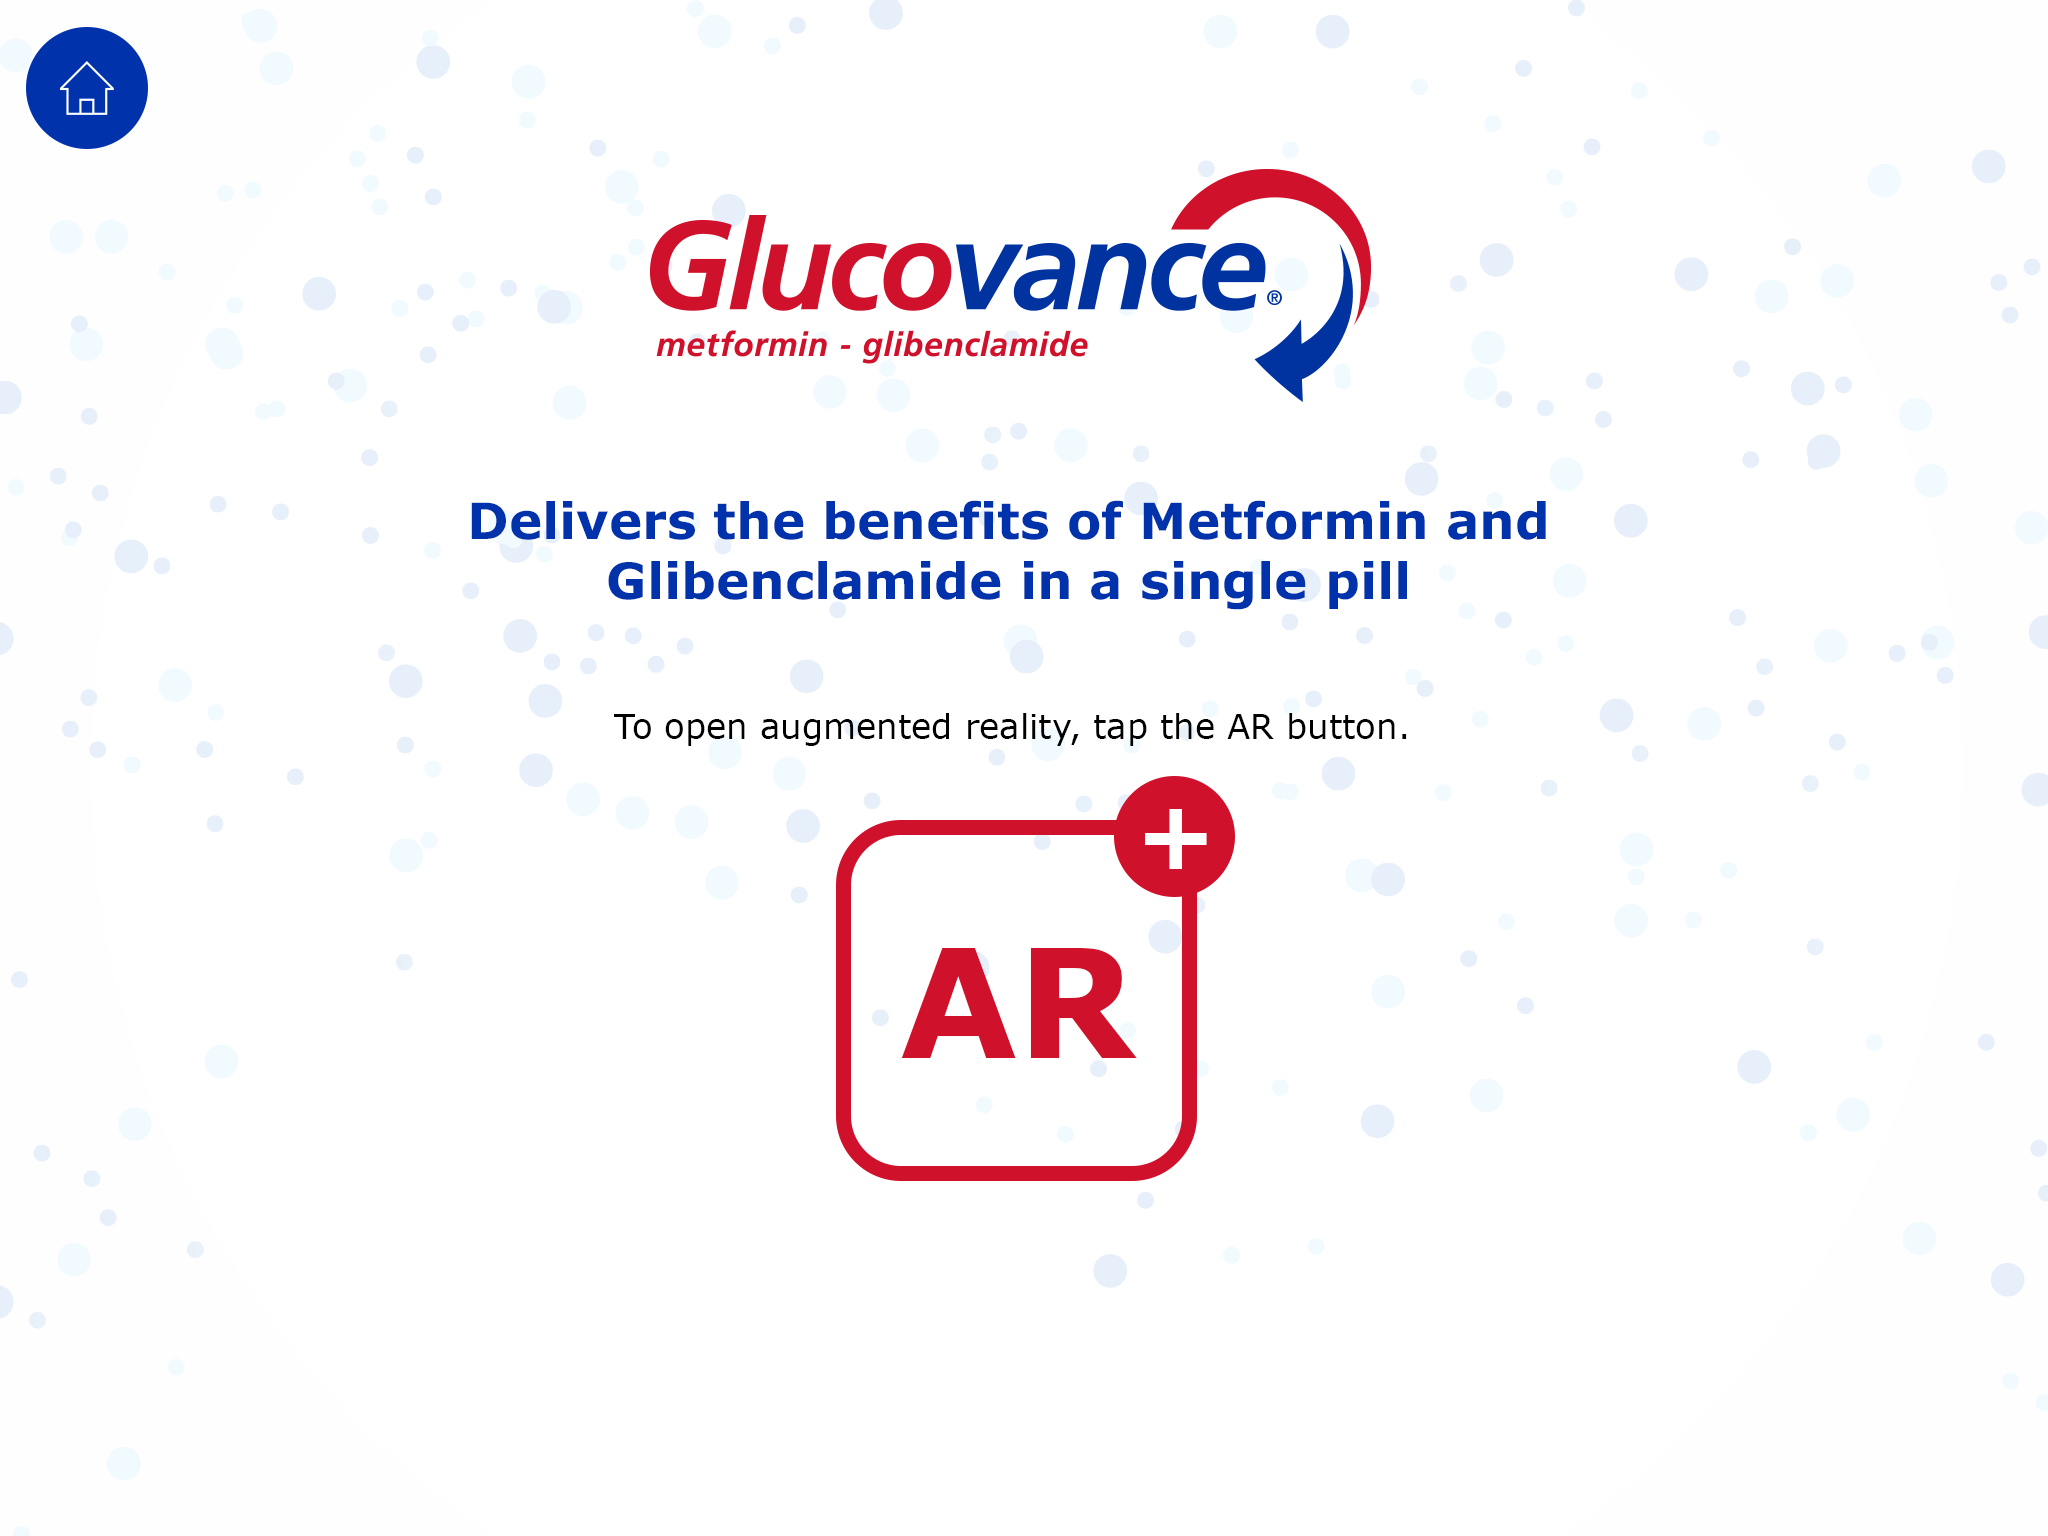 Glucovance®
metformin - glibenclamide
Delivers the benefits of Metformin and
Glibenclamide in a single pill
To open augmented reality, tap the AR button.
+
AR